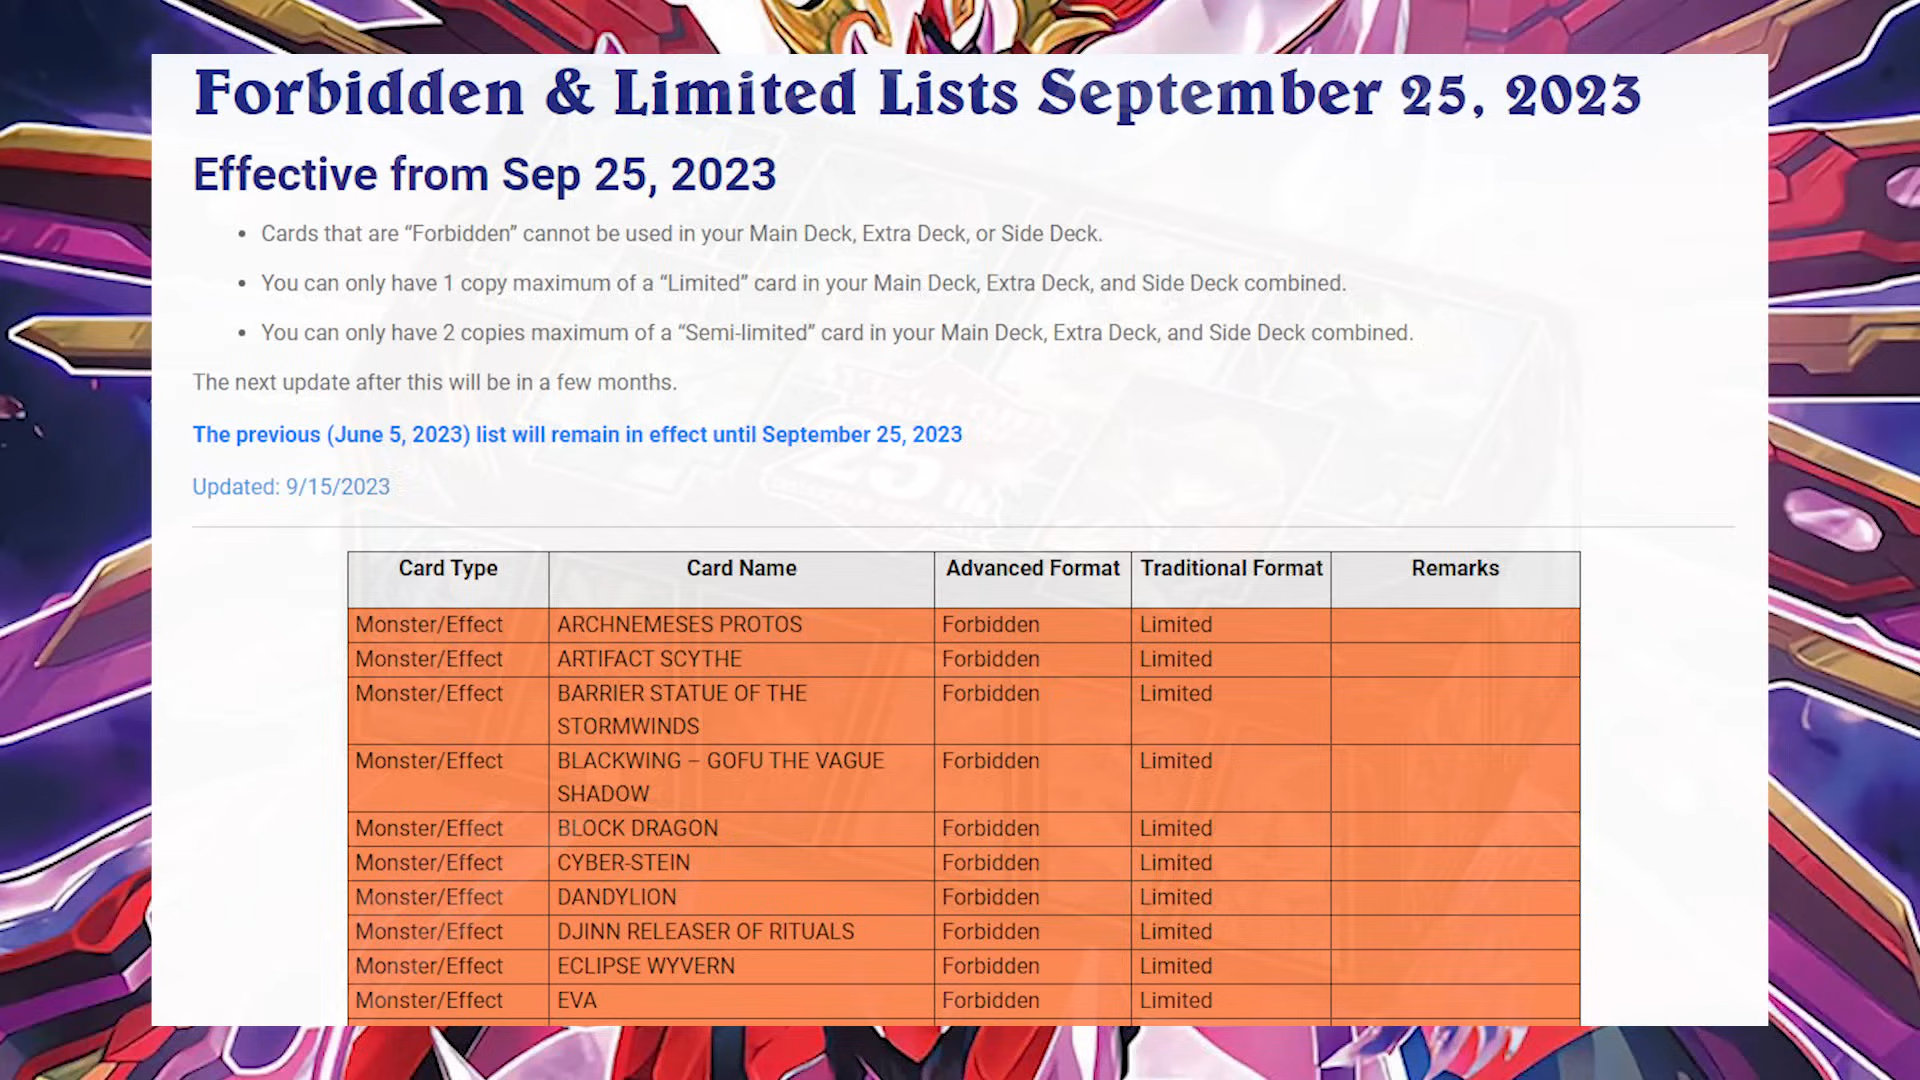 Forbidden & Limited Lists September 25, 2023
Effective from Sep 25, 2023
• Cards that are “Forbidden” cannot be used in your Main Deck, Extra Deck, or Side Deck.
• You can only have 1 copy maximum of a “Limited” card in your Main Deck, Extra Deck, and Side Deck combined.
• You can only have 2 copies maximum of a “Semi-limited” card in your Main Deck, Extra Deck, and Side Deck combined.
The next update after this will be in a few months.
The previous (June 5, 2023) list will remain in effect until September 25, 2023
Updated: 9/15/2023
Card Type Card Name Advanced Format Traditional Format Remarks
Monster/Effect ARCHNEMESES PROTOS Forbidden Limited
Monster/Effect ARTIFACT SCYTHE Forbidden Limited
Monster/Effect BARRIER STATUE OF THE Forbidden Limited
STORMWINDS
Monster/Effect BLACKWING – GOFU THE VAGUE Forbidden Limited
SHADOW
Monster/Effect BLOCK DRAGON Forbidden Limited
Monster/Effect CYBER-STEIN Forbidden Limited
Monster/Effect DANDYLION Forbidden Limited
Monster/Effect DJINN RELEASER OF RITUALS Forbidden Limited
Monster/Effect ECLIPSE WYVERN Forbidden Limited
Monster/Effect EVA Forbidden Limited